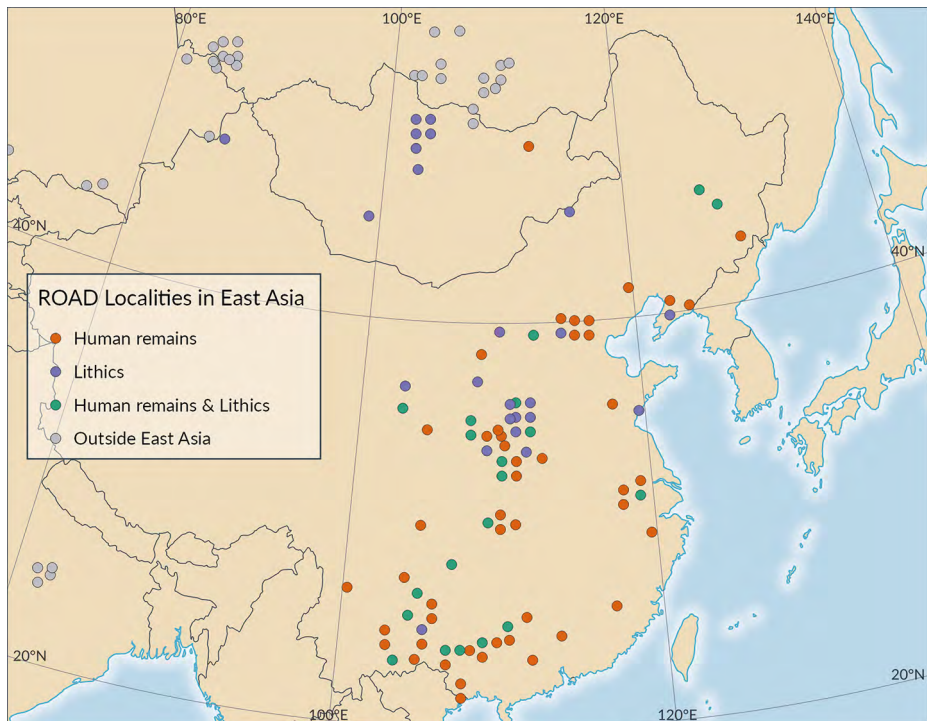 80°E
100°E
120°E
140°E
40°N
40°N
ROAD Localities in East Asia
Human remains
Lithics
Human remains & Lithics
Outside East Asia
20°N
20°N
100°E
120°E